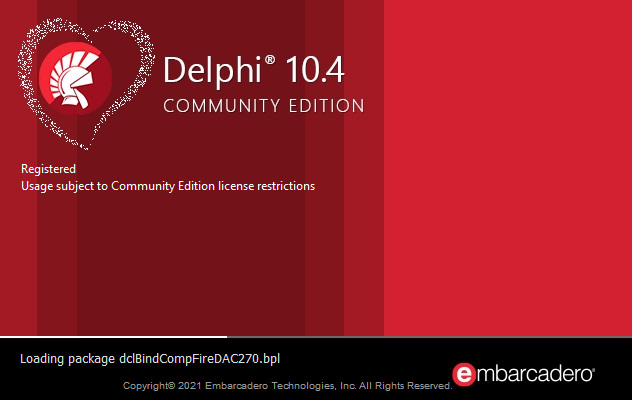 Delphi® 10.4
COMMUNITY EDITION
Registered
Usage subject to Community Edition license restrictions
Loading package dclBindCompFireDAC270.bpl
embarcadero®
Copyright® 2021 Embarcadero Technologies, Inc. All Rights Reserved.